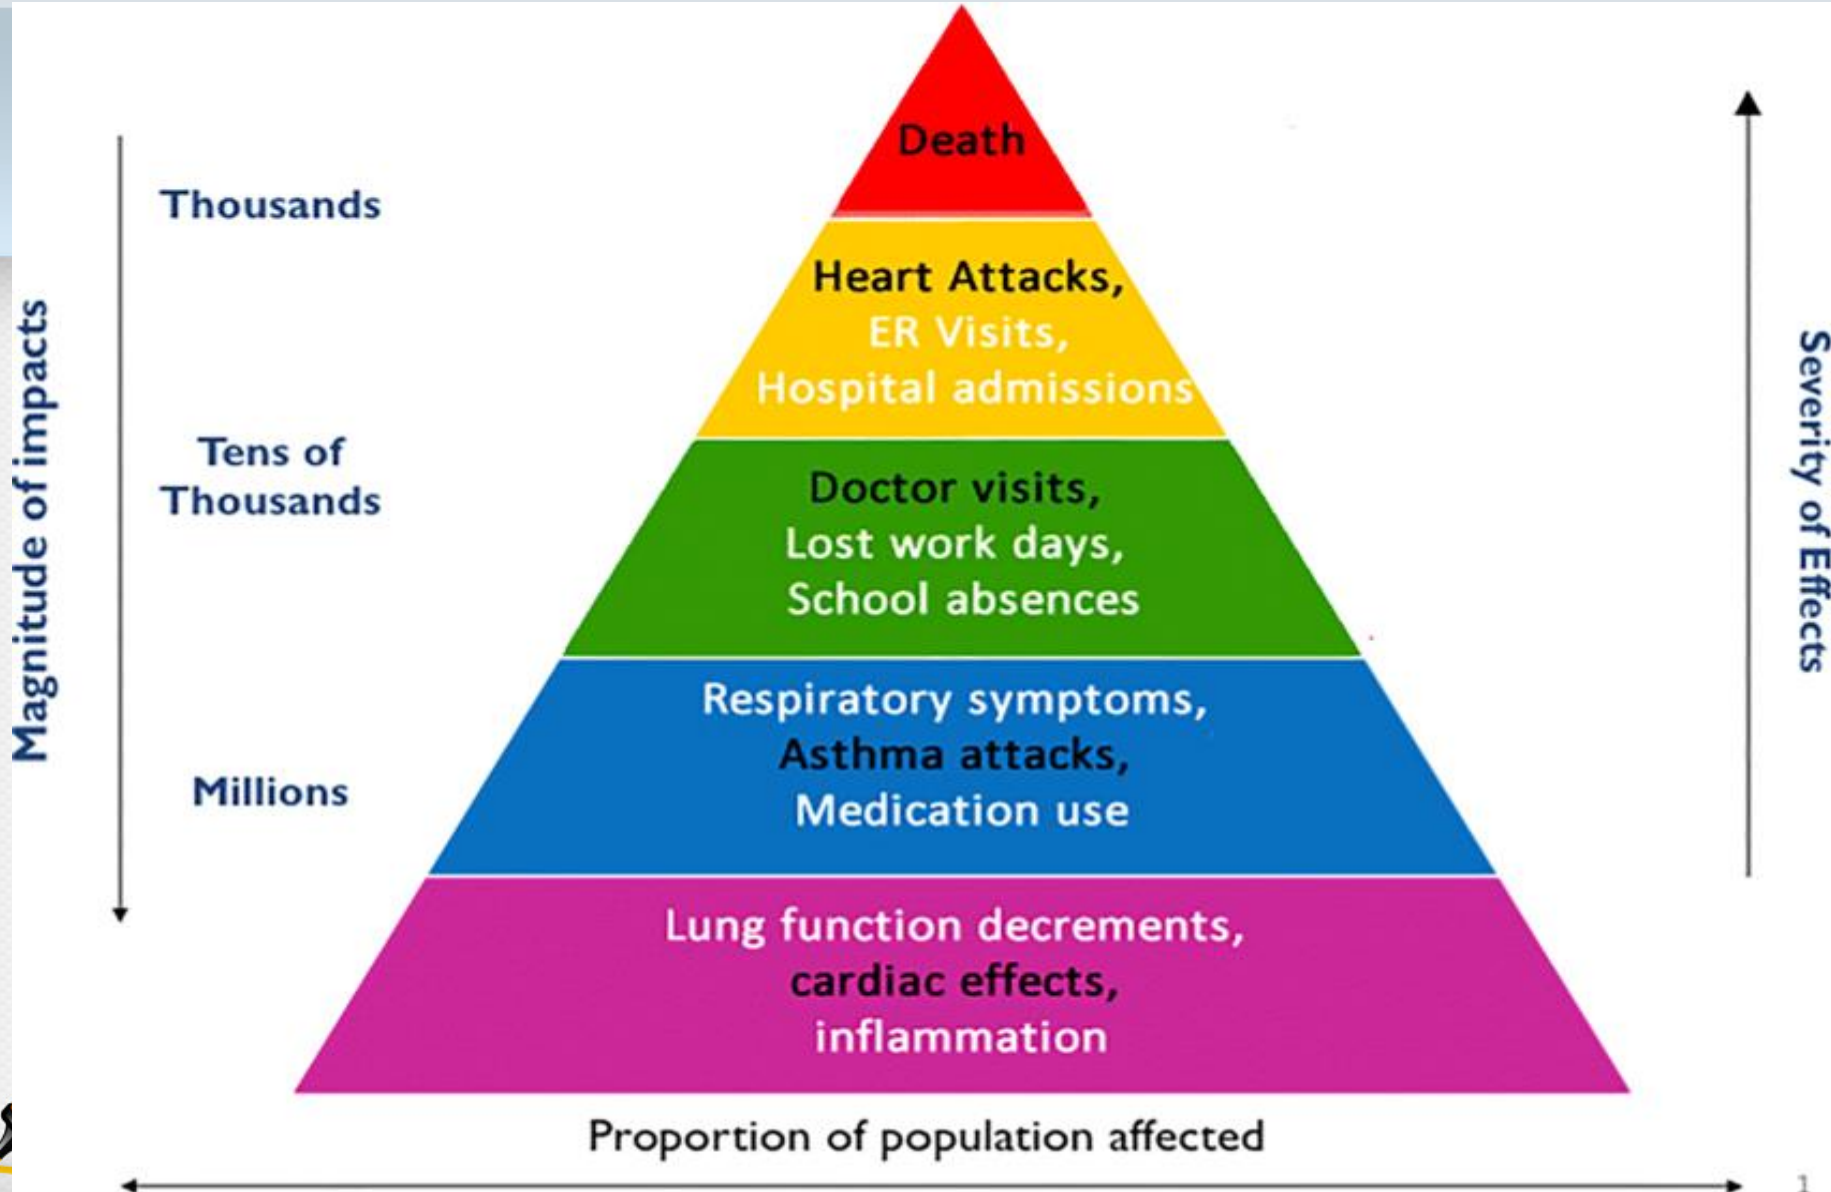 Death
Thousands
Heart Attacks,
ER Visits,
Hospital admissions
Magnitude of impacts
Severity of Effects
Tens of
Thousands
Doctor visits,
Lost work days,
School absences
Respiratory symptoms,
Asthma attacks,
Medication use
Millions
Lung function decrements,
cardiac effects,
inflammation
Proportion of population affected
1